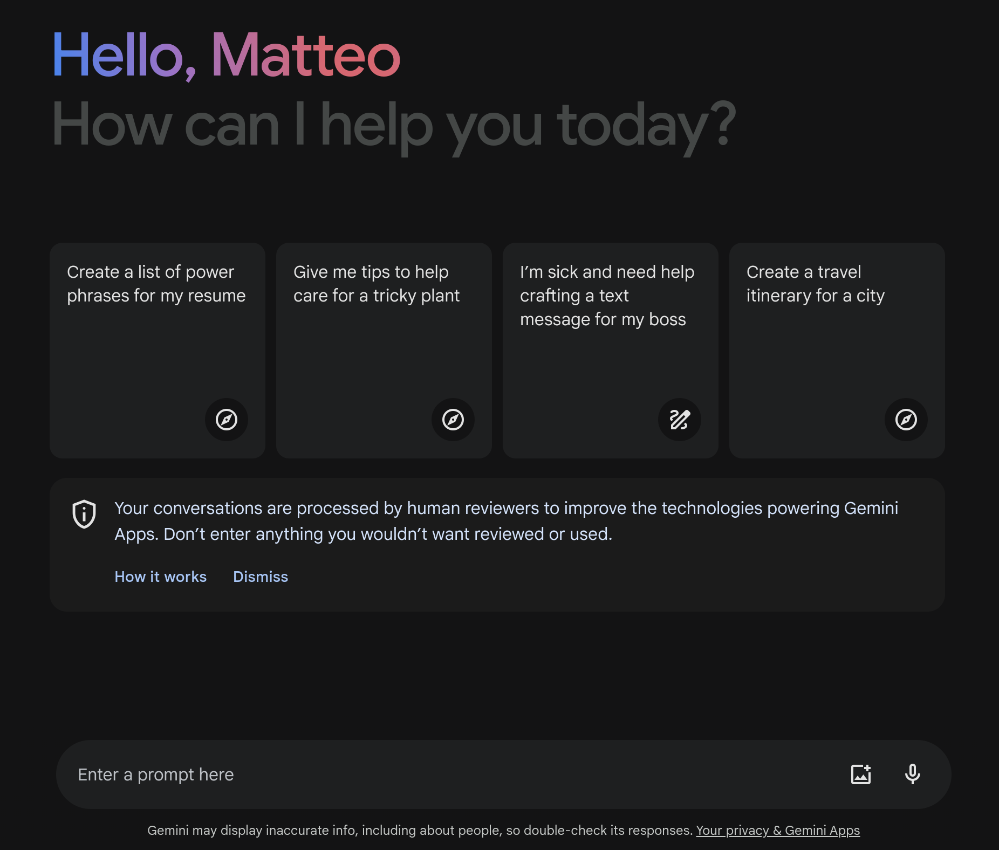 Hello, Matteo
How can I help you today?
Create a list of power
phrases for my resume
Give me tips to help
care for a tricky plant
I’m sick and need help
crafting a text
message for my boss
Create a travel
itinerary for a city
Your conversations are processed by human reviewers to improve the technologies powering Gemini
Apps. Don’t enter anything you wouldn’t want reviewed or used.
How it works Dismiss
Enter a prompt here
Gemini may display inaccurate info, including about people, so double-check its responses. Your privacy & Gemini Apps